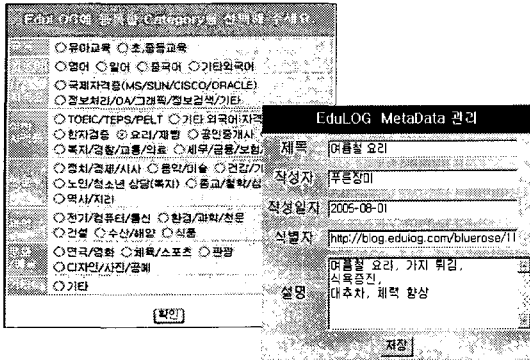 EduLOG에 등록할 Category를 선택해 주세요.
○유아교육 ○초,중등교육
○영어 ○일어 ○중국어 ○기타외국어
○국제자격증(MS/SUN/CISCO/ORACLE)
○정보처리/OA/그래픽/정보검색/기타
○TOEIC/TEPS/PELT ○기타 외국어 자격
○한자검증 ⊙요리/제빵 ○공인중개사
○복지/경찰/교통/의료 ○세무/금융/보험
○정치/경제/시사 ○음악/미술 ○건강/기
○노인/청소년 상담(복지) ○종교/철학/심
○역사/지리
○전기/컴퓨터/통신 ○환경/과학/천문
○건설 ○수산/해양 ○식품
○연극/영화 ○체육/스포츠 ○관광
○디자인/사진/공예
○기타
확인
EduLOG MetaData 관리
제목 여름철 요리
작성자 푸른장미
작성일자 2005-08-01
식별자 http://blog.edulog.com/bluerose/11
설명 여름철 요리, 가지 튀김,
식욕증진,
대추차, 체력 향상
저장